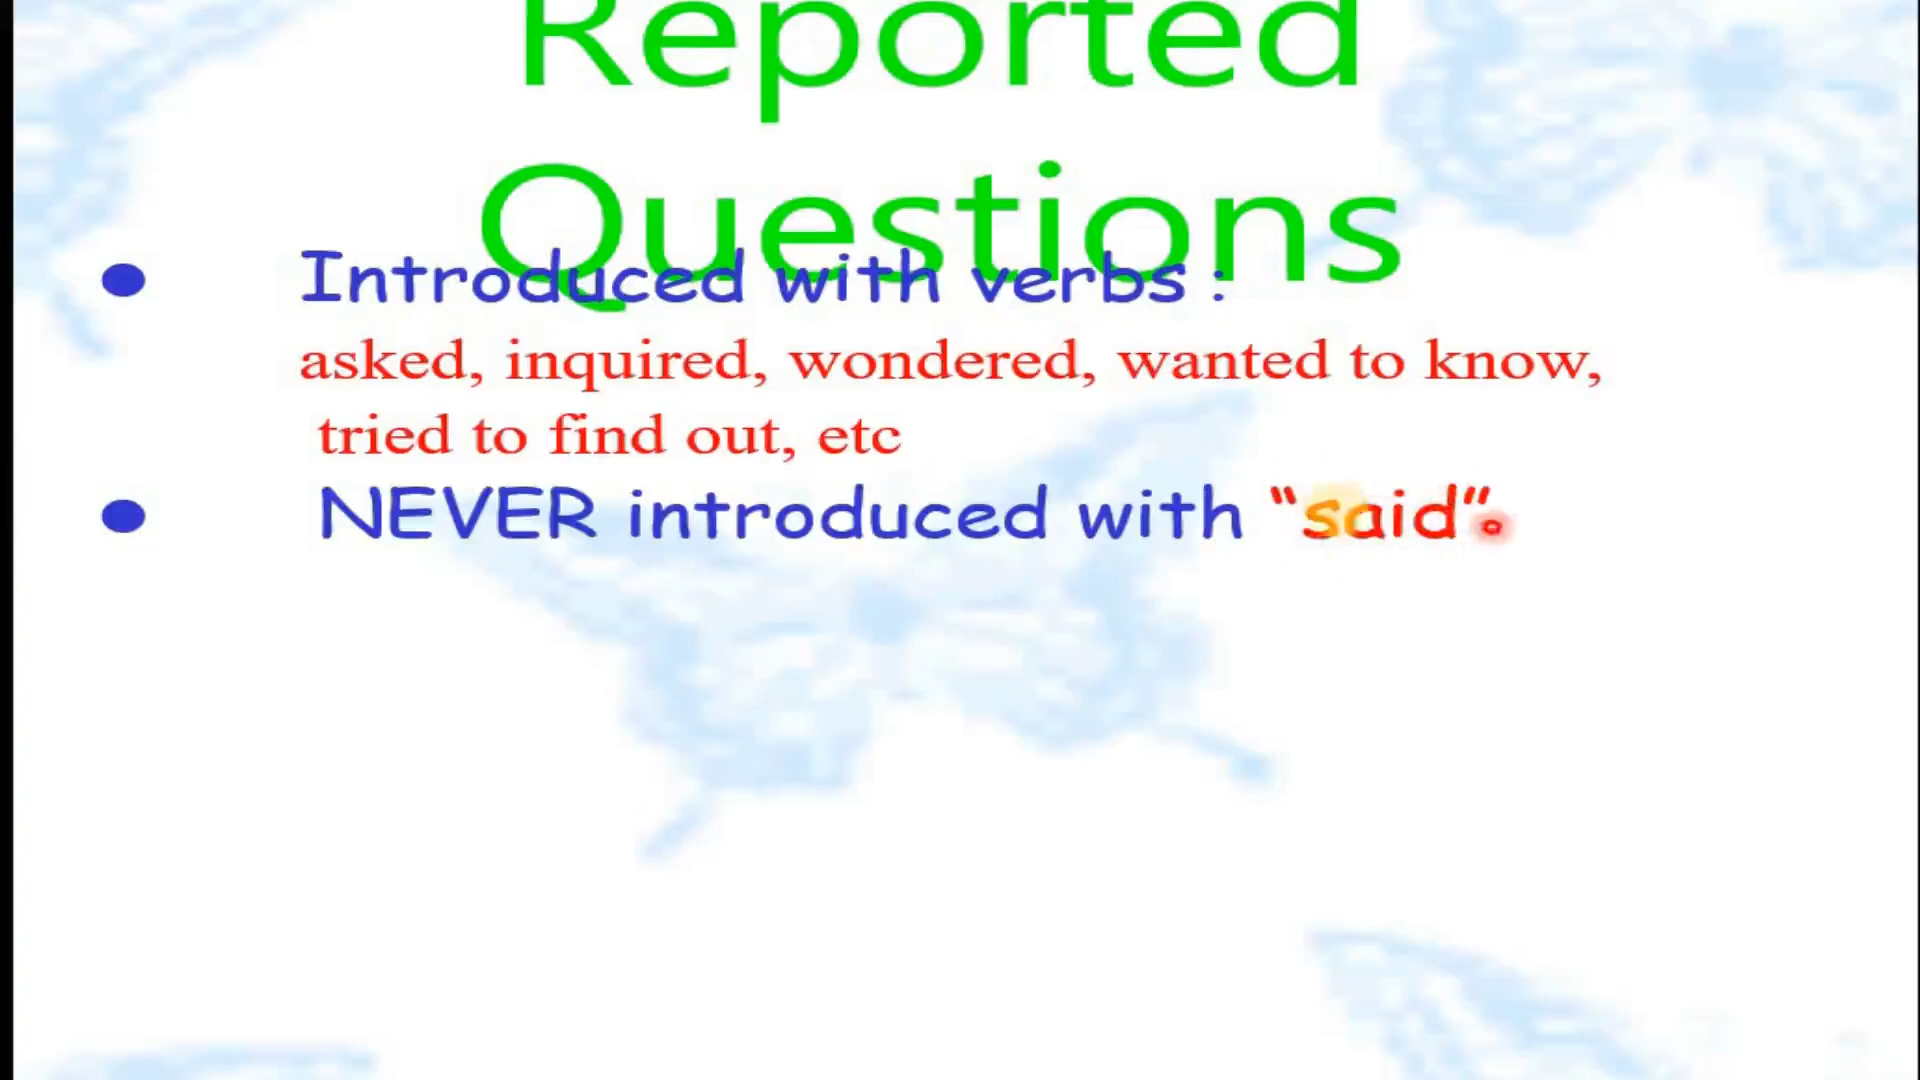 Reported
Questions
Introduced with verbs :
asked, inquired, wondered, wanted to know,
tried to find out, etc
NEVER introduced with “said”